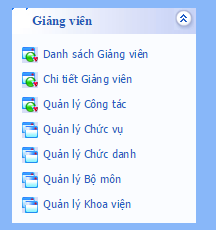 Giảng viên
Danh sách Giảng viên
Chi tiết Giảng viên
Quản lý Công tác
Quản lý Chức vụ
Quản lý Chức danh
Quản lý Bộ môn
Quản lý Khoa viện